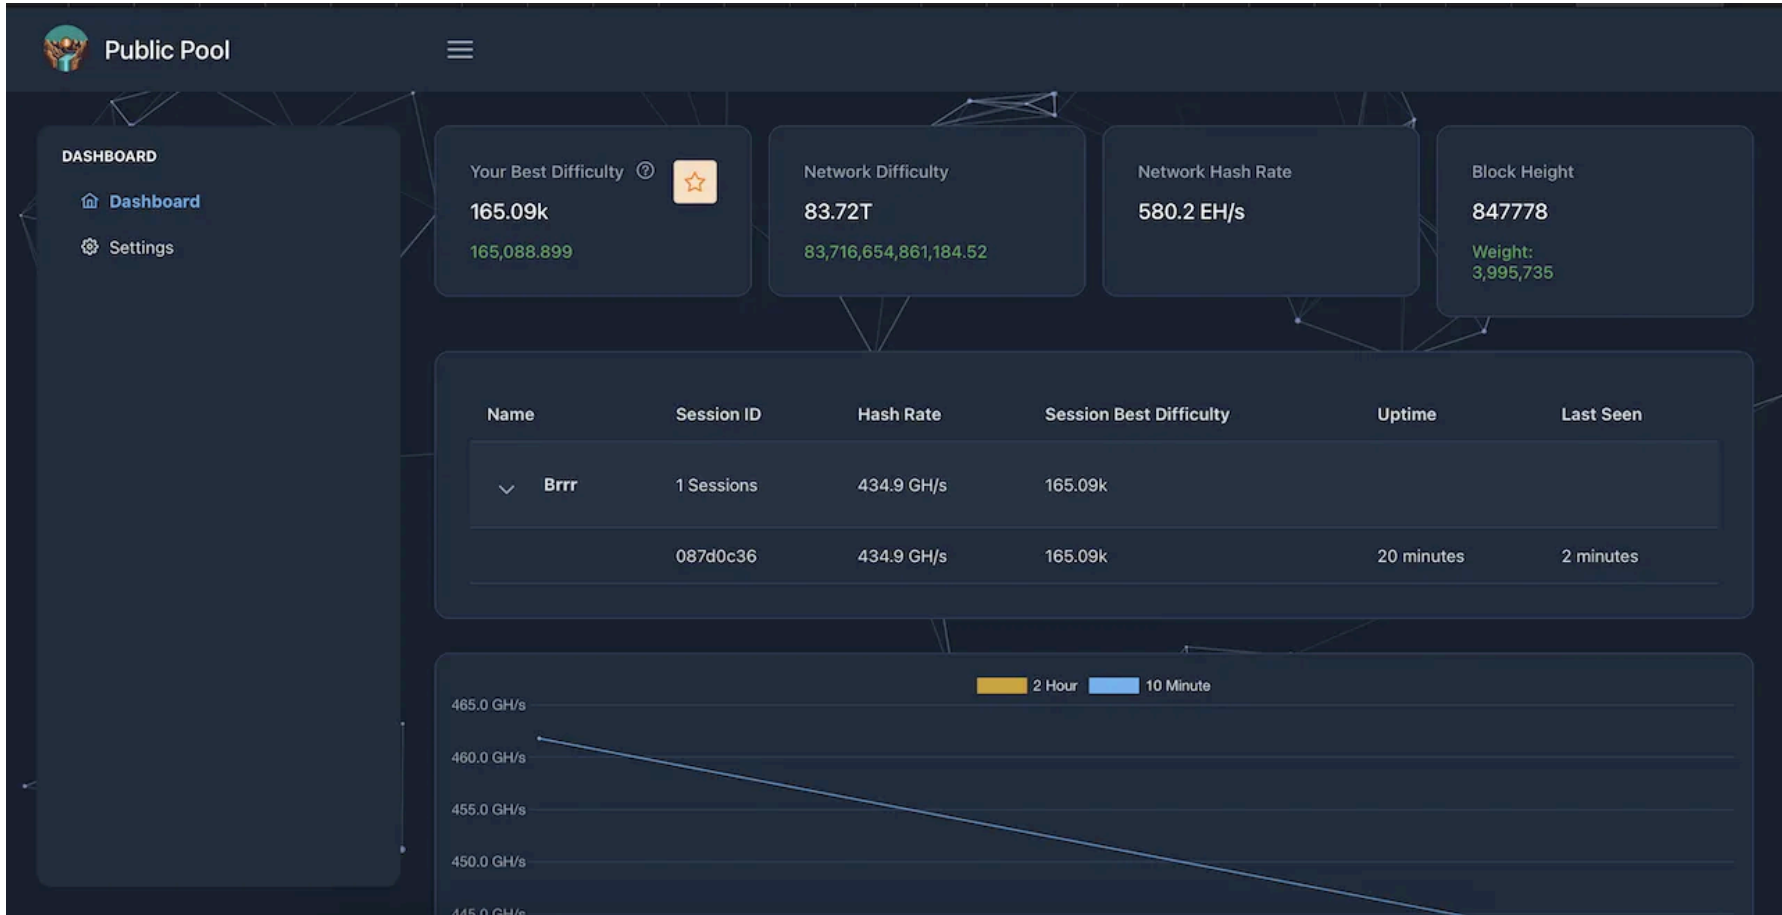 Public Pool
DASHBOARD
Dashboard
Settings
Your Best Difficulty
165.09k
165,088.899
Network Difficulty
83.72T
83,716,654,861,184.52
Network Hash Rate
580.2 EH/s
Block Height
847778
Weight:
3,995,735
Name Session ID Hash Rate Session Best Difficulty Uptime Last Seen
Brrr 1 Sessions 434.9 GH/s 165.09k
087d0c36 434.9 GH/s 165.09k 20 minutes 2 minutes
2 Hour 10 Minute
465.0 GH/s
460.0 GH/s
455.0 GH/s
450.0 GH/s
445.0 GH/s